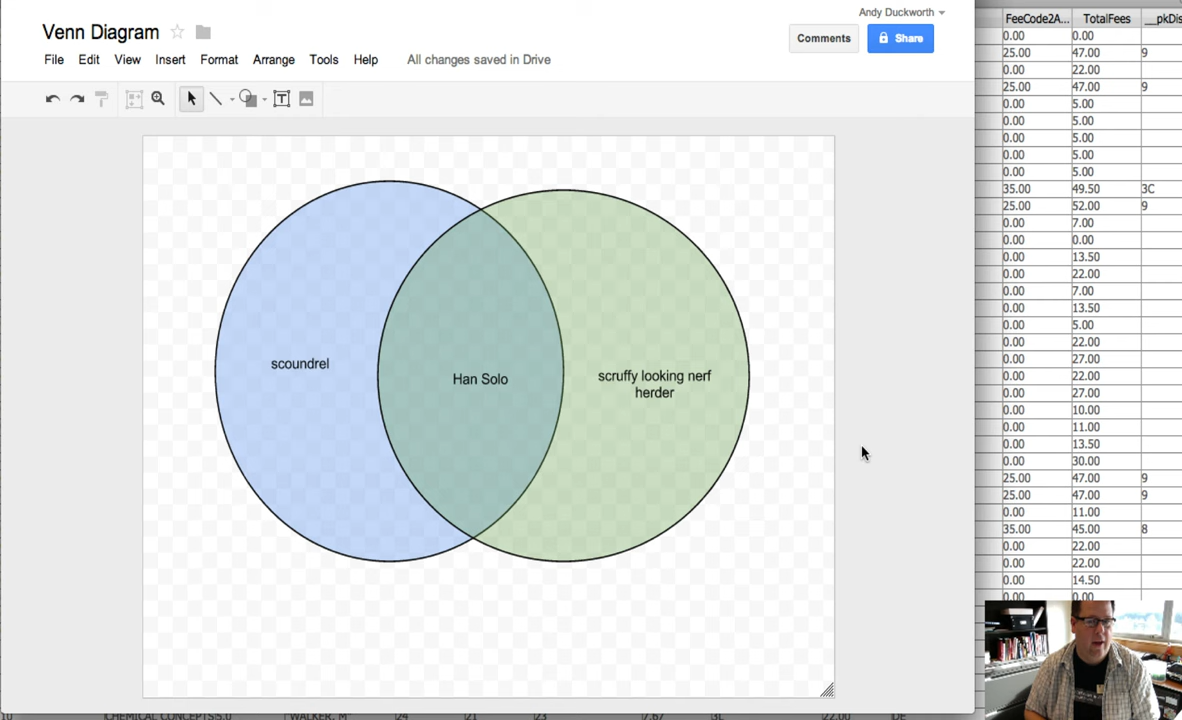 Andy Duckworth
Venn Diagram
Comments
Share
File Edit View Insert Format Arrange Tools Help All changes saved in Drive
scoundrel
Han Solo
scruffy looking nerf
herder
FeeCode2A... TotalFees __pkDis
0.00 0.00
25.00 47.00 9
0.00 22.00
25.00 47.00 9
0.00 5.00
0.00 5.00
0.00 5.00
0.00 5.00
0.00 5.00
35.00 49.50 3C
25.00 52.00 9
0.00 7.00
0.00 0.00
0.00 13.50
0.00 22.00
0.00 7.00
0.00 13.50
0.00 5.00
0.00 22.00
0.00 27.00
0.00 22.00
0.00 27.00
0.00 10.00
0.00 11.00
0.00 13.50
0.00 30.00
25.00 47.00 9
25.00 47.00 9
0.00 11.00
35.00 45.00 8
0.00 22.00
0.00 22.00
0.00 14.50
0.00 0.00